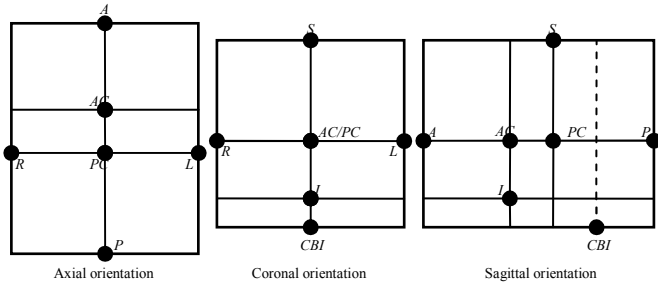 A
AC
R
PC
L
P
Axial orientation
S
AC/PC
R
L
I
CBI
Coronal orientation
S
A
AC
PC
P
I
CBI
Sagittal orientation